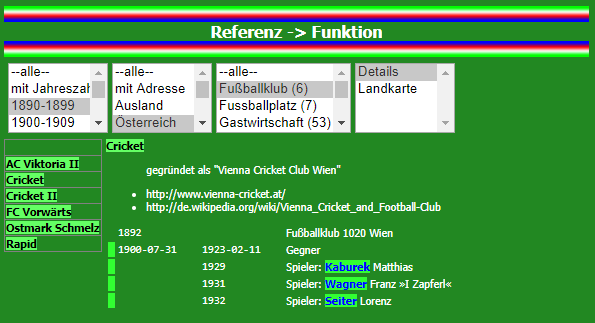 Referenz -> Funktion
--alle--
mit Jahreszahl
1890-1899
1900-1909
--alle--
mit Adresse
Ausland
Österreich
--alle--
Fußballklub (6)
Fussballplatz (7)
Gastwirtschaft (53)
Details
Landkarte
AC Viktoria II
Cricket
Cricket II
FC Vorwärts
Ostmark Schmelz
Rapid
Cricket
gegründet als "Vienna Cricket Club Wien"
http://www.vienna-cricket.at/
http://de.wikipedia.org/wiki/Vienna_Cricket_and_Football-Club
1892 Fußballklub 1020 Wien
1900-07-31 1923-02-11 Gegner
1929 Spieler: Kaburek Matthias
1931 Spieler: Wagner Franz »I Zapferl«
1932 Spieler: Seiter Lorenz